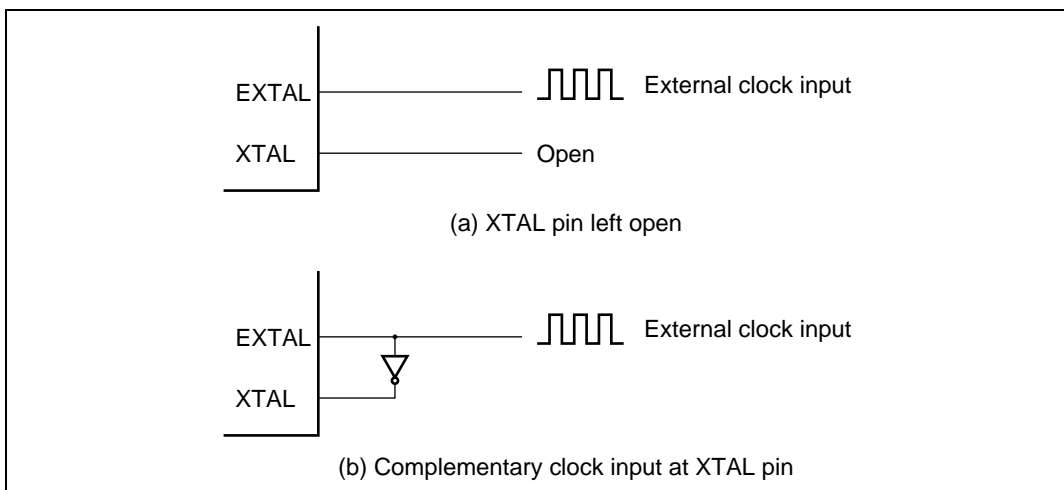 EXTAL
External clock input
XTAL
Open
(a) XTAL pin left open
EXTAL
External clock input
XTAL
(b) Complementary clock input at XTAL pin